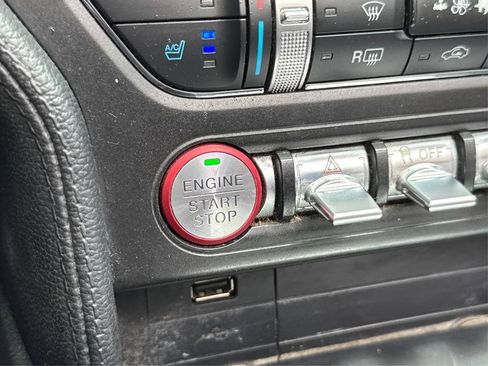 A/C
R
OFF
ENGINE
START
STOP